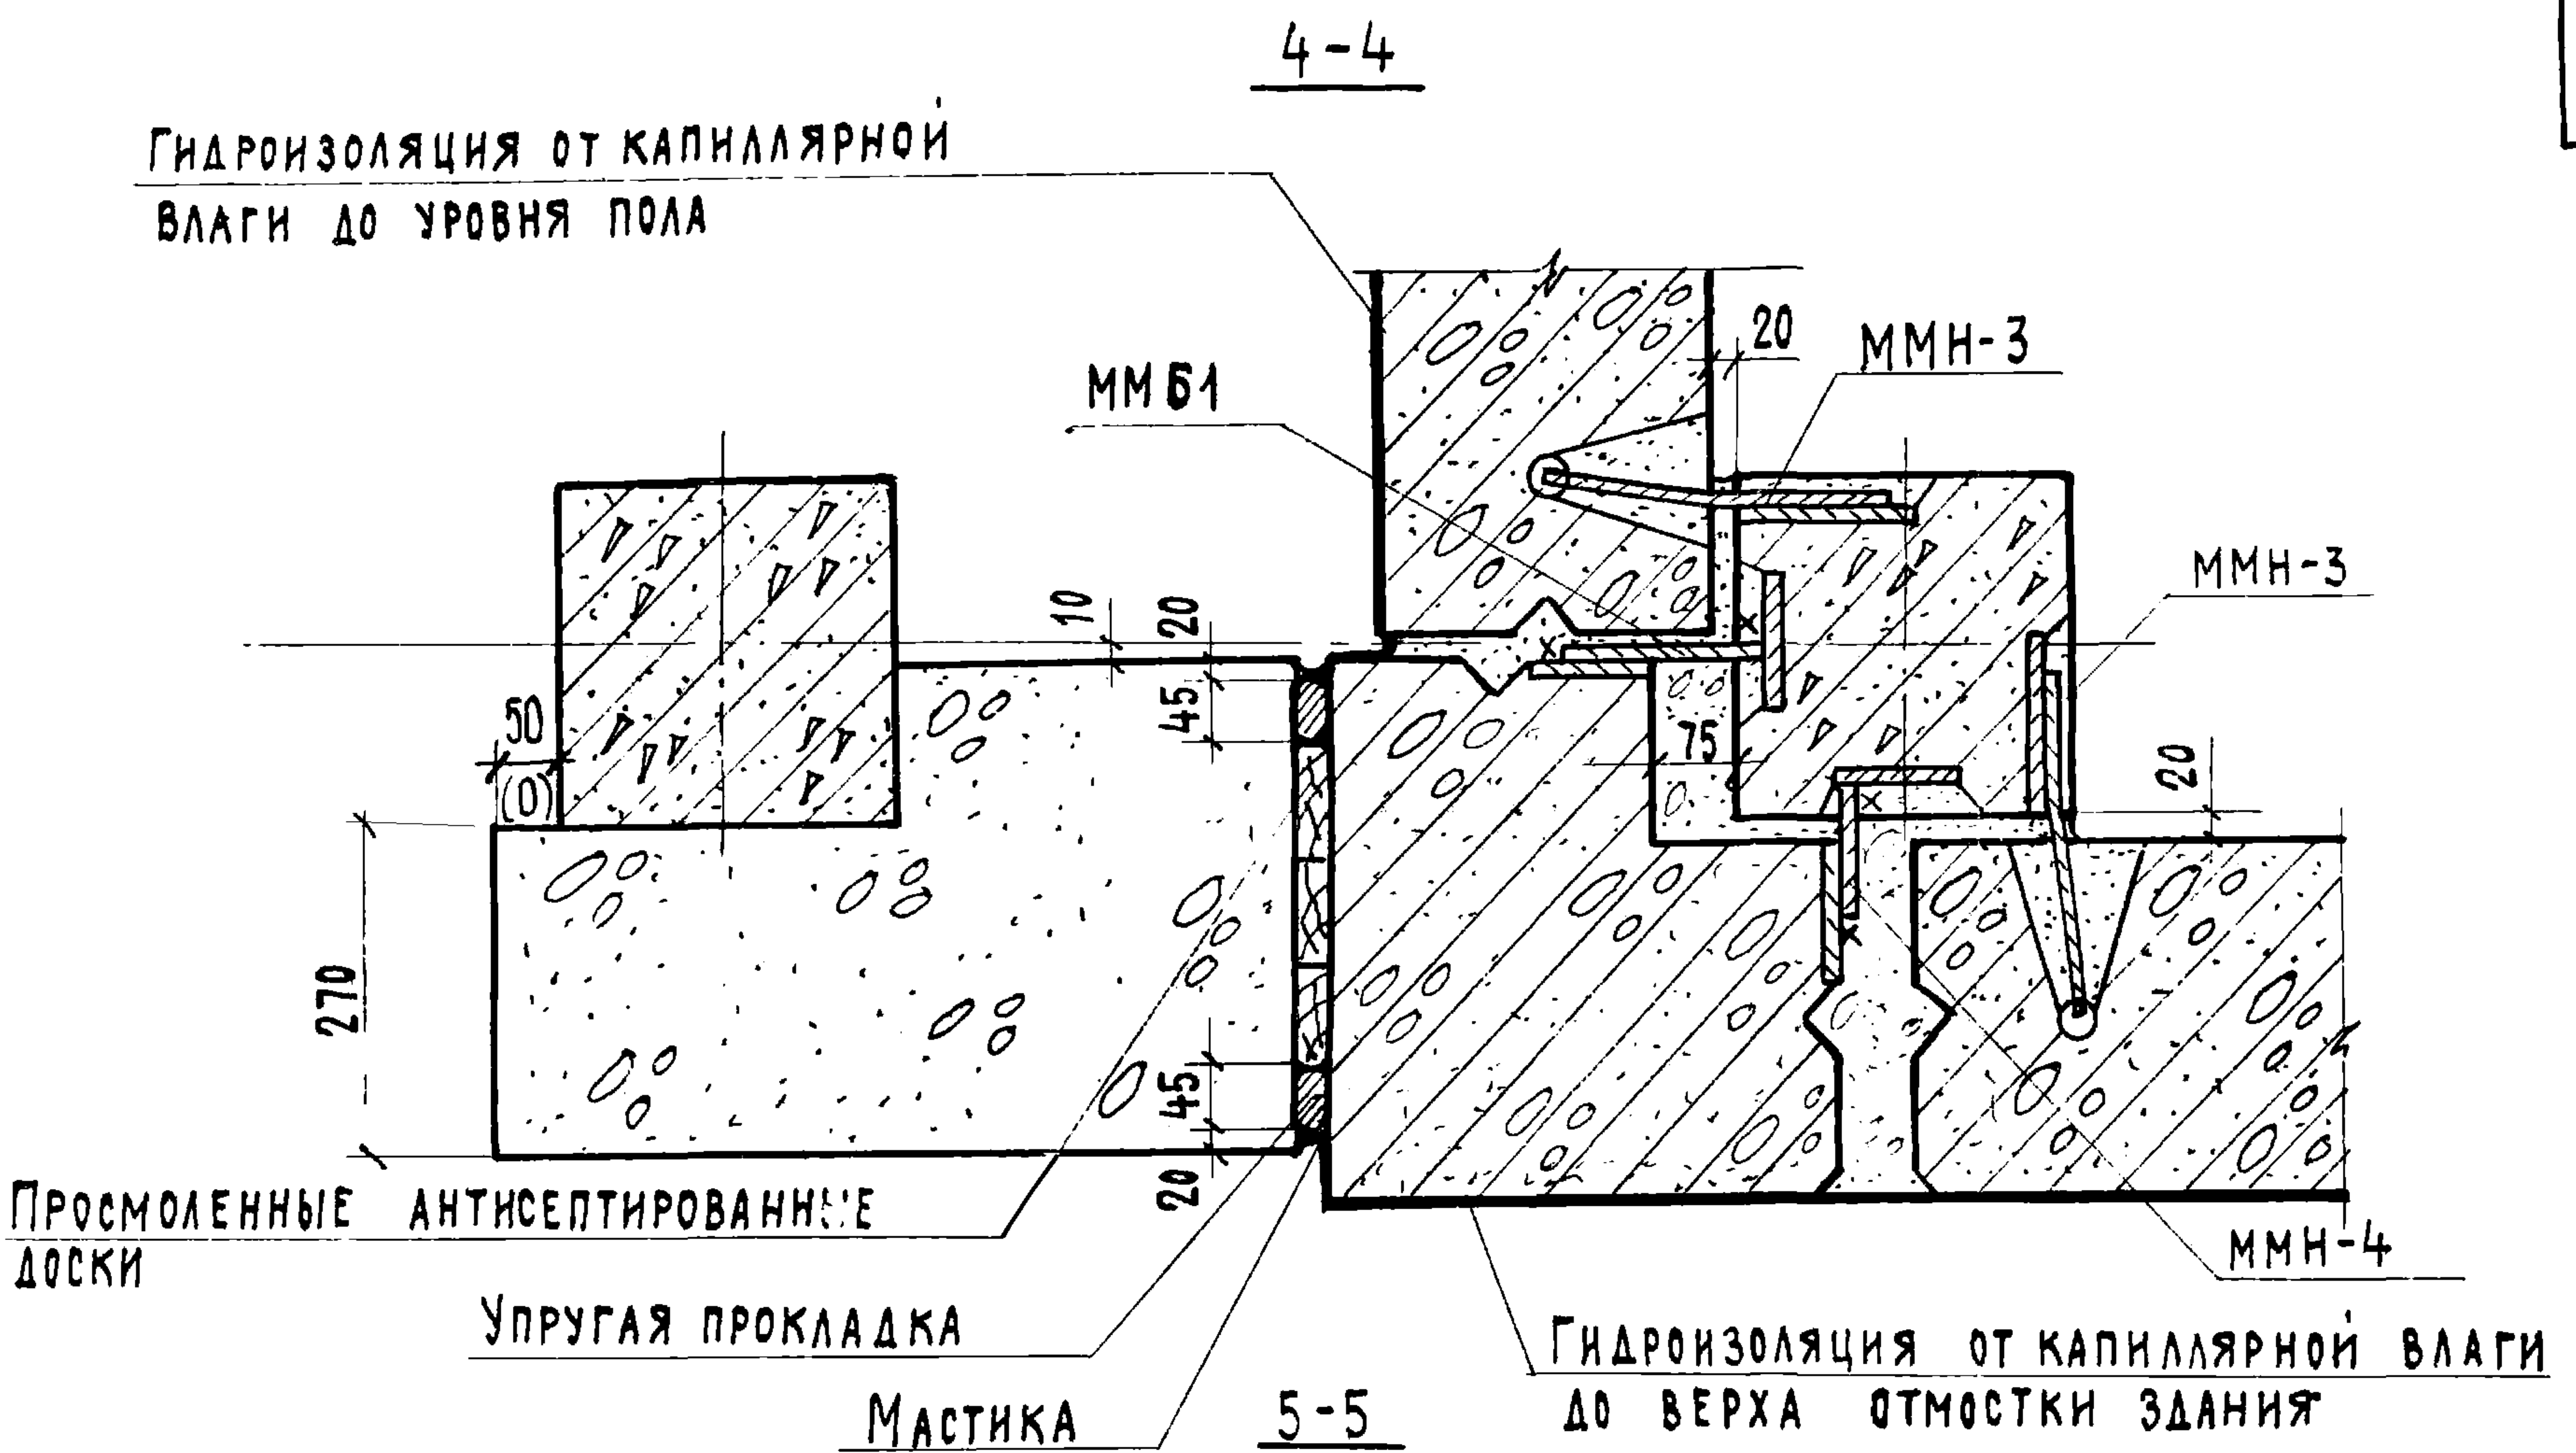 4-4
Гидроизоляция от капиллярной
влаги до уровня пола
20
ММН-3
ММБ1
ММН-3
10
20
50
(0)
45
75
20
270
45
20
Просмоленные антисептированные
доски
ММН-4
Упругая прокладка
Гидроизоляция от капиллярной влаги
до верха отмостки здания
Мастика
5-5